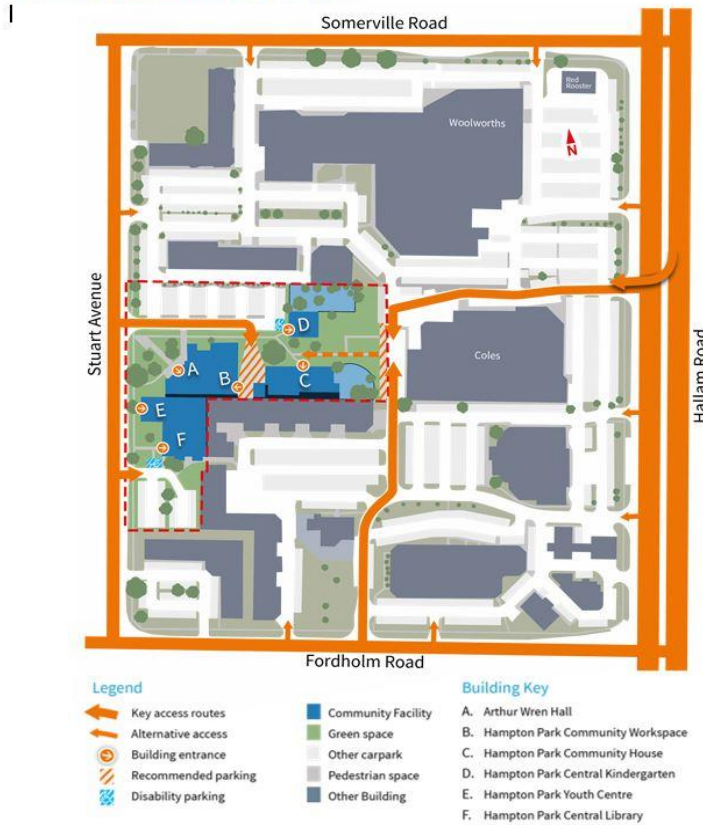 Somerville Road
Red
Rooster
Woolworths
N
Stuart Avenue
D
Coles
A
B
C
Hallam Road
E
F
Fordholm Road
Legend
Key access routes
Alternative access
Building entrance
Recommended parking
Disability parking
Community Facility
Green space
Other carpark
Pedestrian space
Other Building
Building Key
A. Arthur Wren Hall
B. Hampton Park Community Workspace
C. Hampton Park Community House
D. Hampton Park Central Kindergarten
E. Hampton Park Youth Centre
F. Hampton Park Central Library